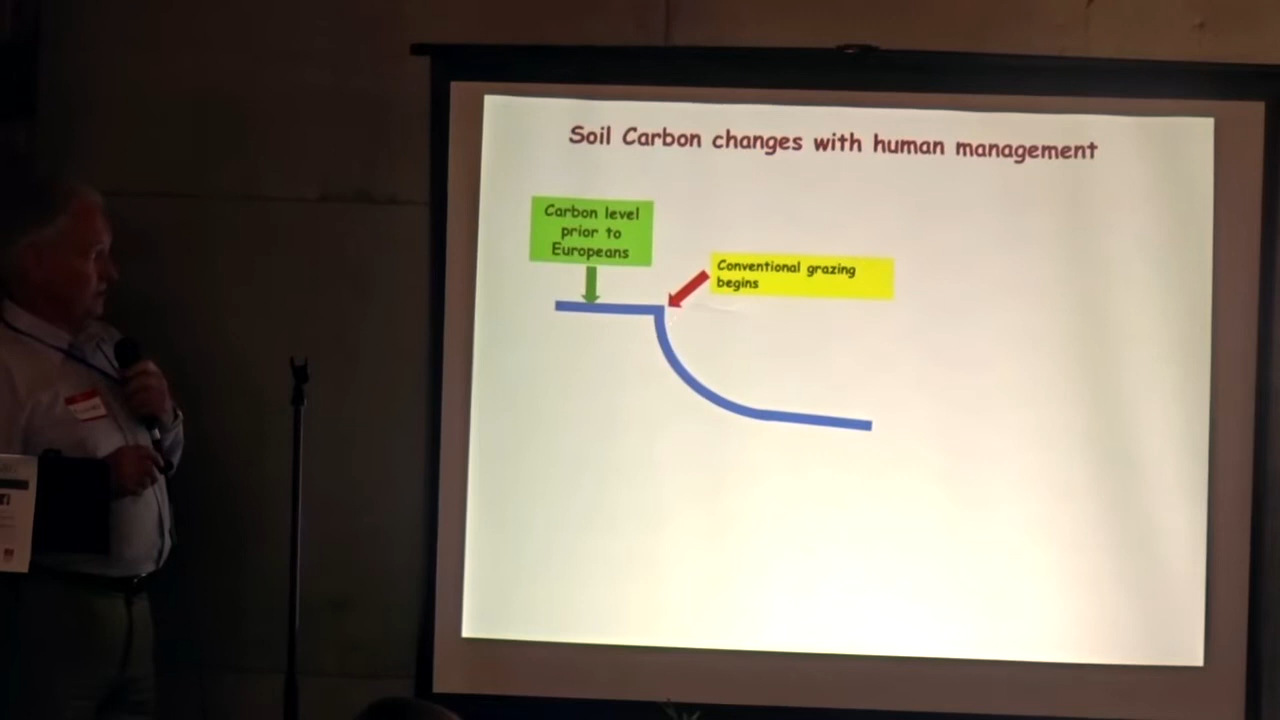 Soil Carbon changes with human management
Carbon level
prior to
Europeans
Conventional grazing
begins